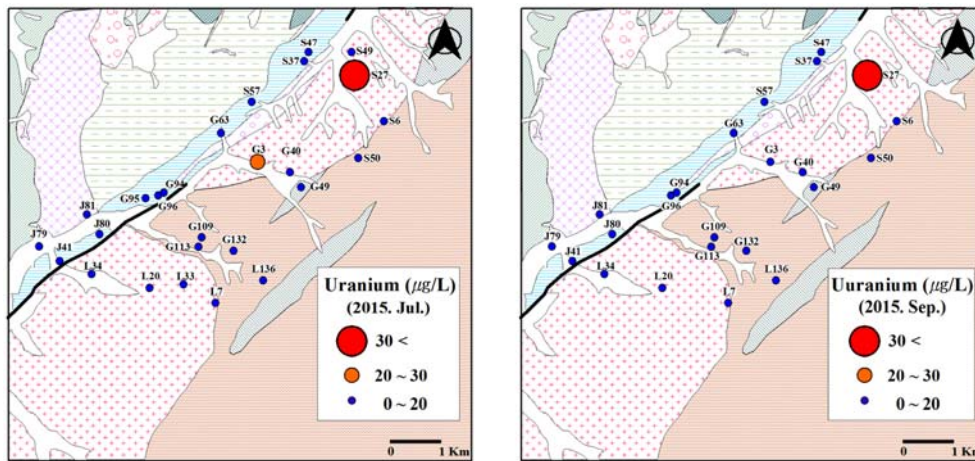 S47
S49
S37
S27
S57
S6
G63
G3
G40
S50
G94
G49
G95
G96
J81
J80
G109
J79
G113
G132
J41
L34
L20
L33
L136
L7
Uranium (µg/L)
(2015. Jul.)
30 <
20 ~ 30
0 ~ 20
1 Km
S47
S37
S27
S57
S6
G63
G3
G40
S50
G94
G49
G96
J81
J80
G109
J79
G113
G132
J41
L34
L20
L136
L7
Uuranium (µg/L)
(2015. Sep.)
30 <
20 ~ 30
0 ~ 20
1 Km